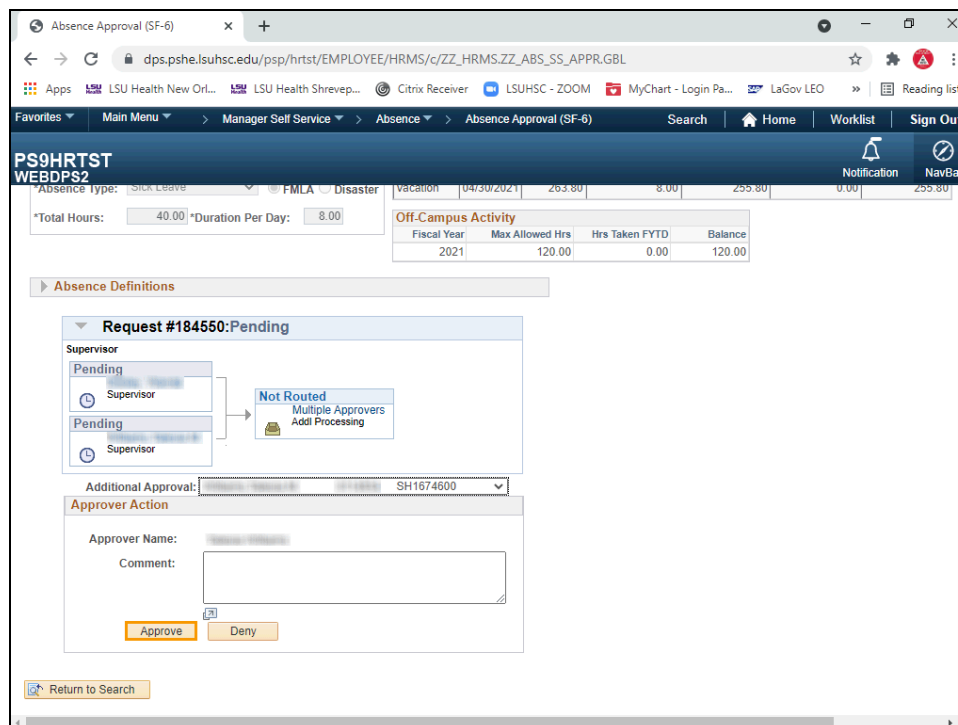 Absence Approval (SF-6)
dps.pshe.lsuhsc.edu/psp/hrtst/EMPLOYEE/HRMS/c/ZZ_HRMS.ZZ_ABS_SS_APPR.GBL
Apps LSU Health New Orl... LSU Health Shrevep... Citrix Receiver LSUHSC - ZOOM MyChart - Login Pa... LaGov LEO » Reading list
Favorites Main Menu > Manager Self Service > Absence > Absence Approval (SF-6) Search Home Worklist Sign Ou
PS9HRTST
WEBDPS2
Notification NavBa
*Absence Type: Sick Leave FMLA Disaster Vacation 04/30/2021 263.80 8.00 255.80 0.00 255.80
*Total Hours: 40.00 *Duration Per Day: 8.00
Off-Campus Activity
Fiscal Year Max Allowed Hrs Hrs Taken FYTD Balance
2021 120.00 0.00 120.00
Absence Definitions
Request #184550:Pending
Supervisor
Pending
Supervisor
Pending
Supervisor
Not Routed
Multiple Approvers
Addl Processing
Additional Approval: SH1674600
Approver Action
Approver Name:
Comment:
Approve Deny
Return to Search